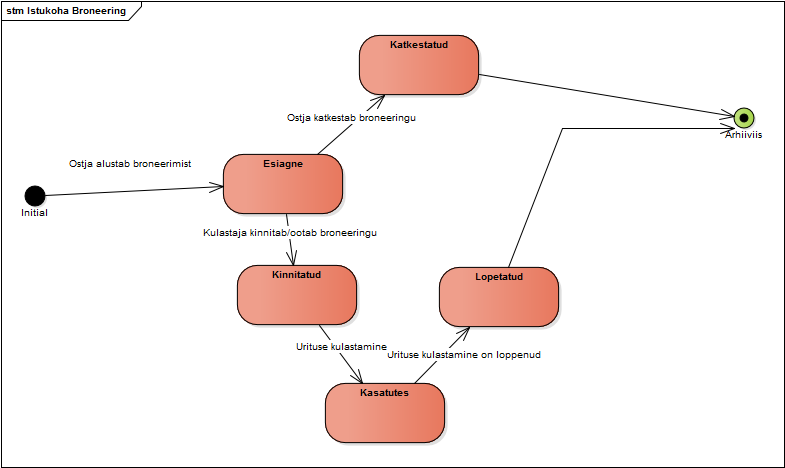 stm Istukoha Broneering
Katkestatud
Ostja katkestab broneeringu
Arhiiviis
Ostja alustab broneerimist
Esiagne
Initial
Kulastaja kinnitab/ootab broneeringu
Kinnitatud
Lopetatud
Urituse kulastamine
Urituse kulastamine on loppenud
Kasatutes